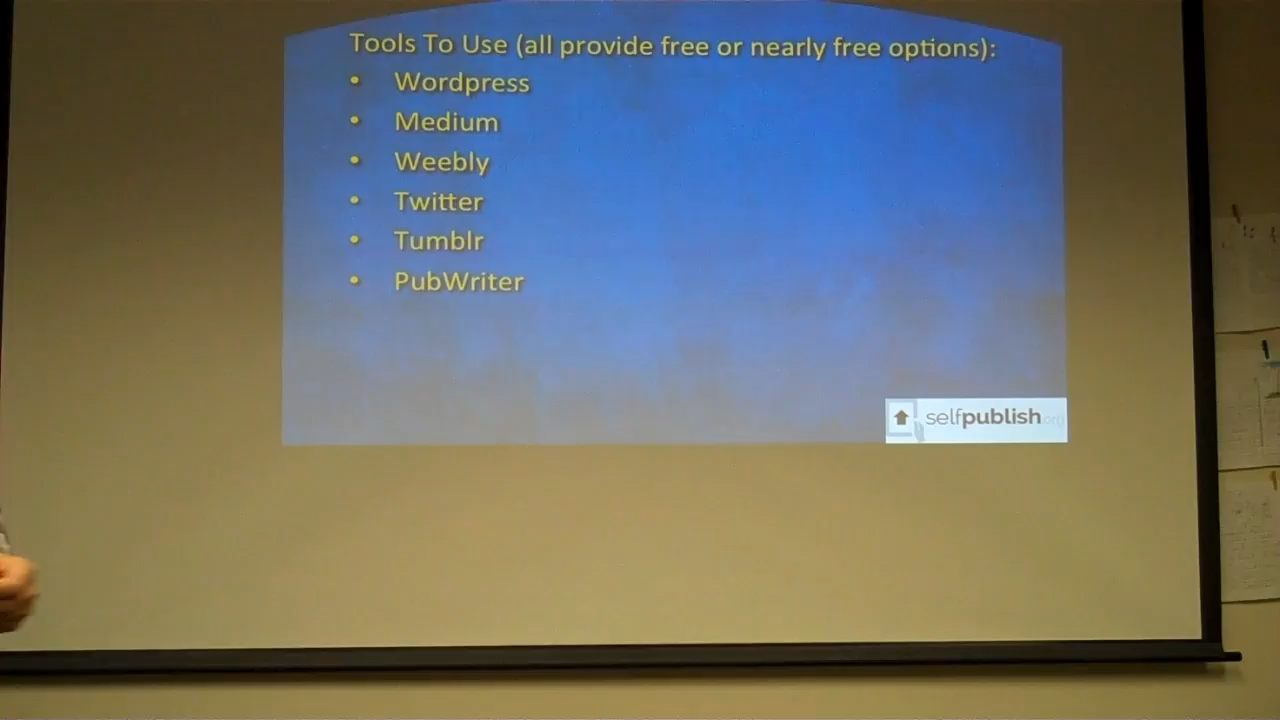 Tools To Use (all provide free or nearly free options):
• Wordpress
• Medium
• Weebly
• Twitter
• Tumblr
• PubWriter
selfpublish.org